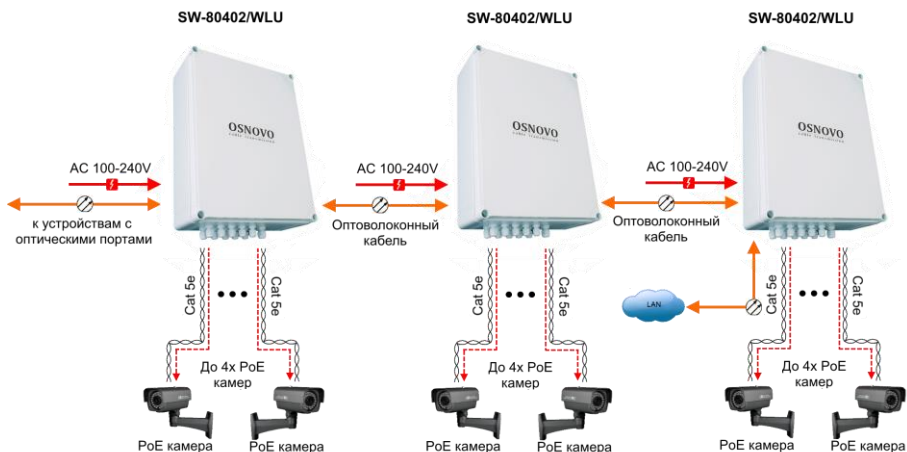 SW-80402/WLU
SW-80402/WLU
SW-80402/WLU
OSNOVO
OSNOVO
OSNOVO
AC 100-240V
AC 100-240V
AC 100-240V
к устройствам с
оптическими портами
Оптоволоконный
кабель
Оптоволоконный
кабель
Cat 5e
Cat 5e
Cat 5e
Cat 5e
LAN
Cat 5e
Cat 5e
До 4x PoE
камер
До 4x PoE
камер
До 4x PoE
камер
PoE камера
PoE камера
PoE камера
PoE камера
PoE камера
PoE камера